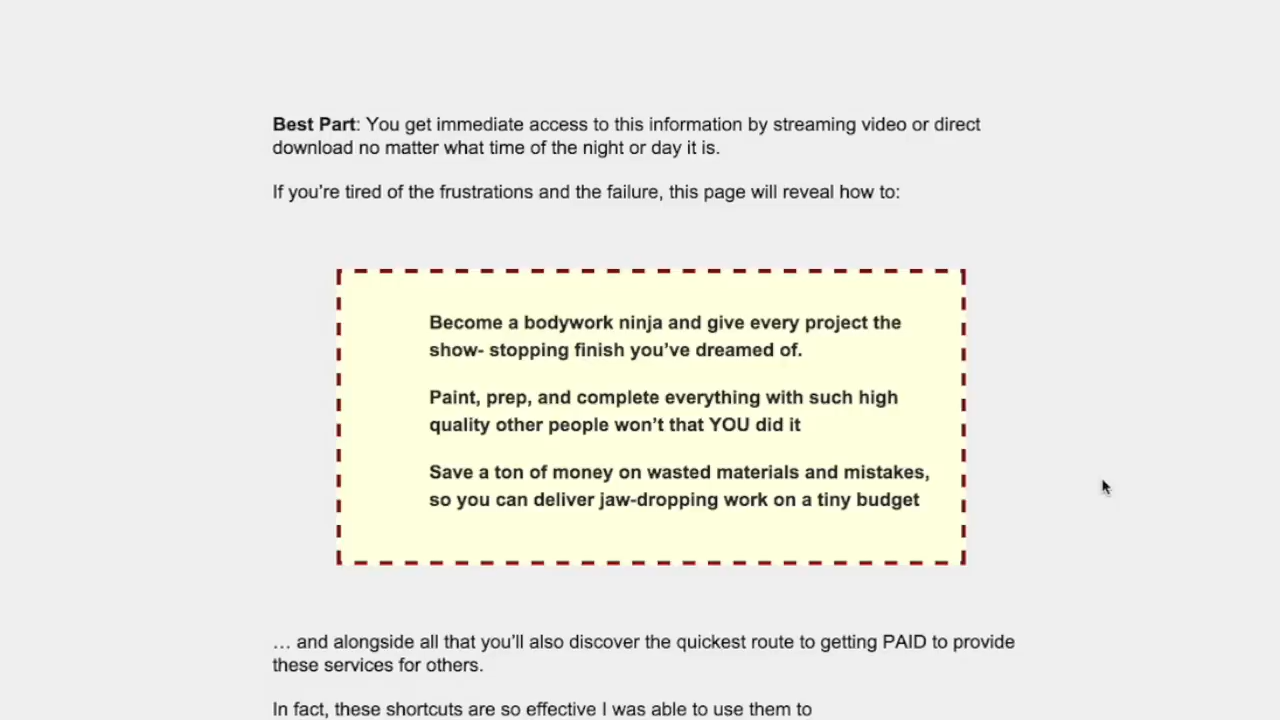 Best Part: You get immediate access to this information by streaming video or direct
download no matter what time of the night or day it is.
If you’re tired of the frustrations and the failure, this page will reveal how to:
Become a bodywork ninja and give every project the
show- stopping finish you’ve dreamed of.
Paint, prep, and complete everything with such high
quality other people won’t that YOU did it
Save a ton of money on wasted materials and mistakes,
so you can deliver jaw-dropping work on a tiny budget
… and alongside all that you’ll also discover the quickest route to getting PAID to provide
these services for others.
In fact, these shortcuts are so effective I was able to use them to